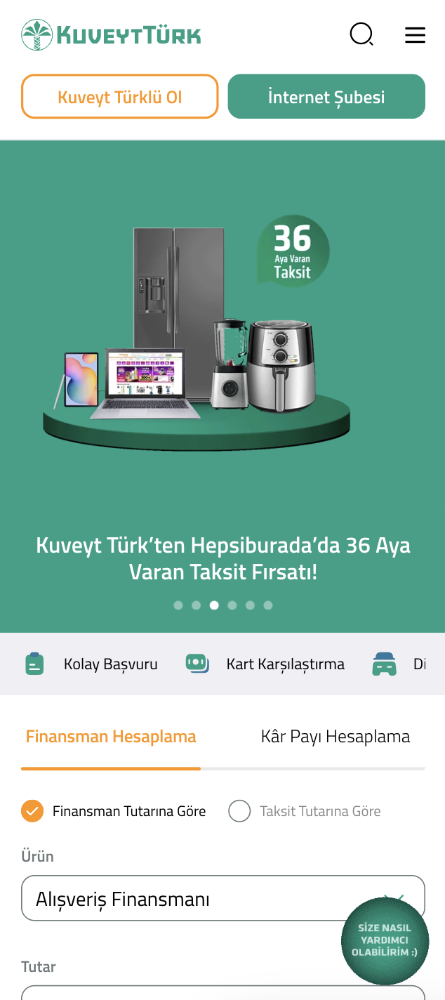 KUVEYTTÜRK
Kuveyt Türklü Ol
İnternet Şubesi
36
Aya Varan
Taksit
Kuveyt Türk’ten Hepsiburada’da 36 Aya
Varan Taksit Fırsatı!
Kolay Başvuru
Kart Karşılaştırma
Di
Finansman Hesaplama
Kâr Payı Hesaplama
Finansman Tutarına Göre
Taksit Tutarına Göre
Ürün
Alışveriş Finansmanı
SİZE NASIL
YARDIMCI
OLABİLİRİM :)
Tutar